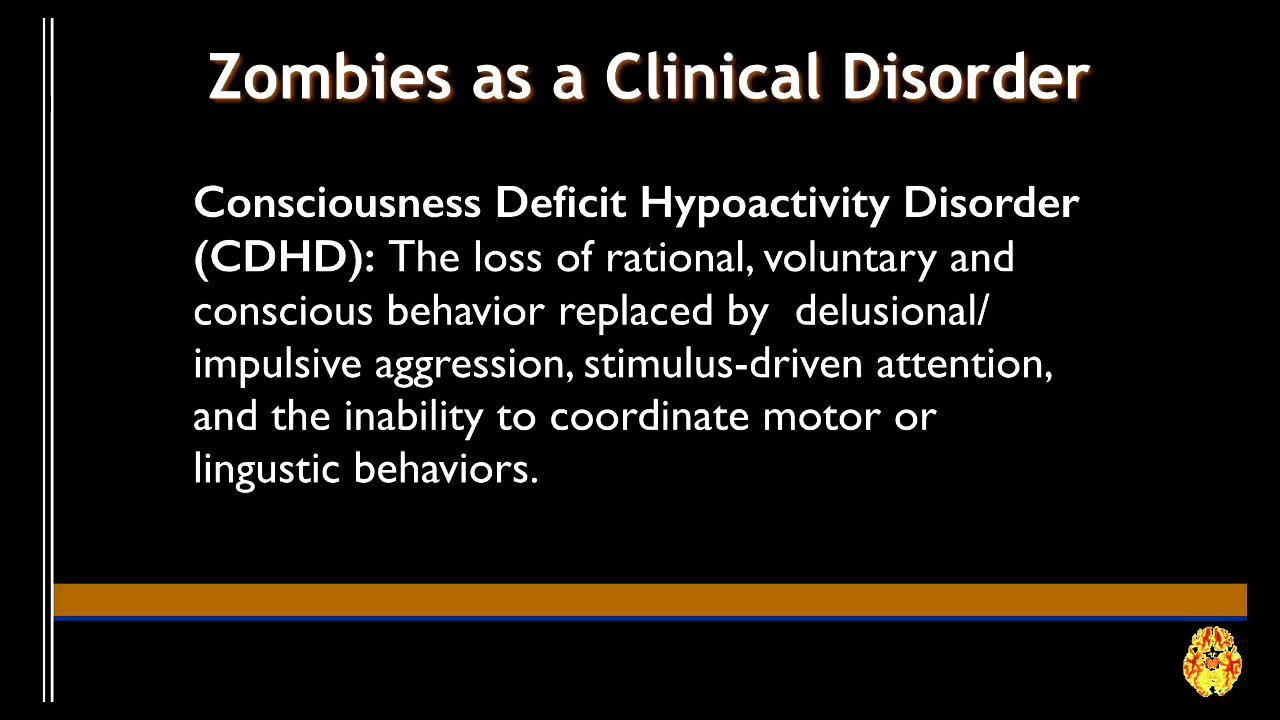 Zombies as a Clinical Disorder
Consciousness Deficit Hypoactivity Disorder
(CDHD): The loss of rational, voluntary and
conscious behavior replaced by  delusional/
impulsive aggression, stimulus-driven attention,
and the inability to coordinate motor or
lingustic behaviors.